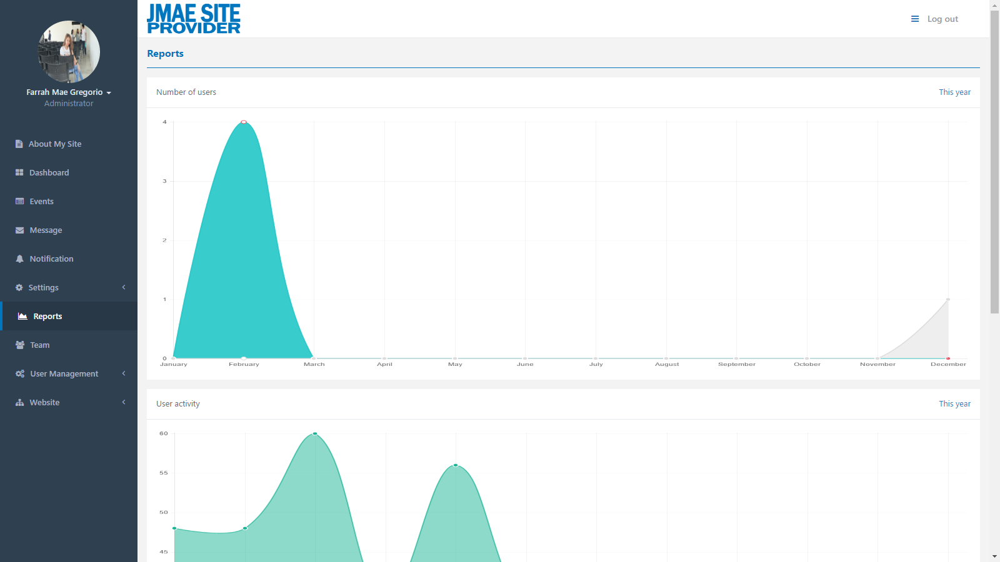 JMAE SITE
PROVIDER
Log out
Farrah Mae Gregorio
Administrator
About My Site
Dashboard
Events
Message
Notification
Settings
Reports
Team
User Management
Website
Reports
Number of users
This year
4
3
2
1
0
January February March April May June July August September October November December
User activity
This year
60
55
50
45